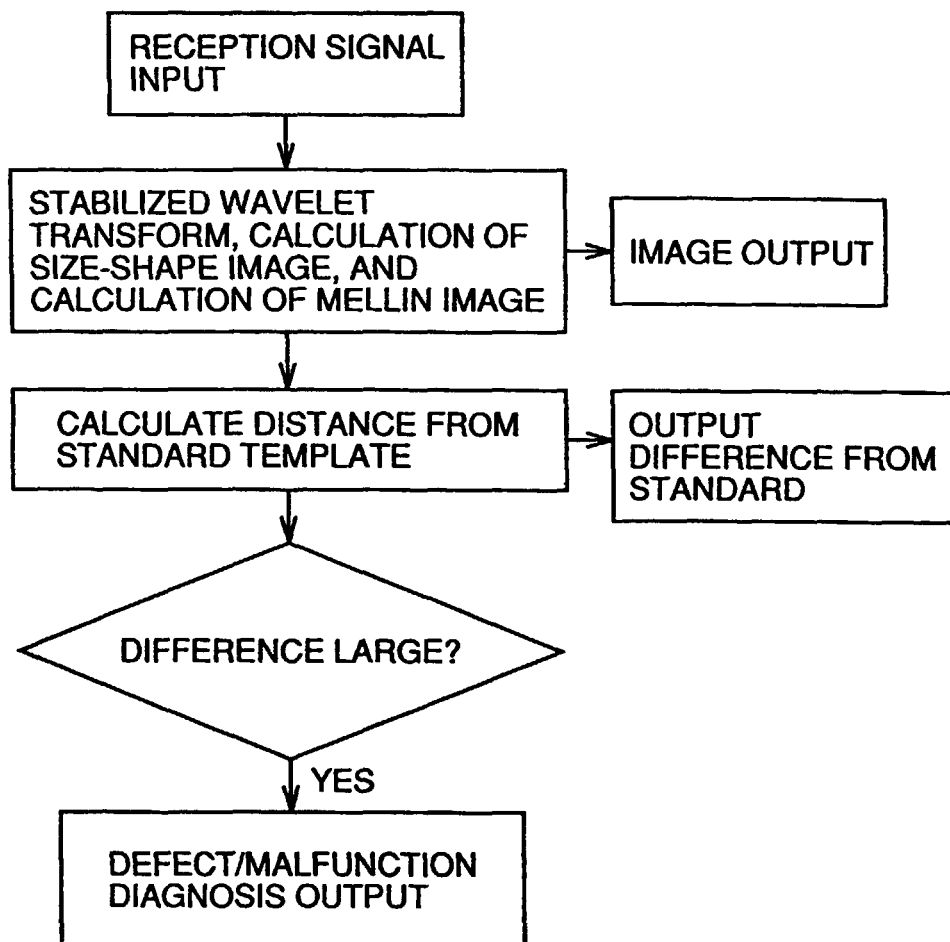 RECEPTION SIGNAL
INPUT
STABILIZED WAVELET
TRANSFORM, CALCULATION OF
SIZE-SHAPE IMAGE, AND
CALCULATION OF MELLIN IMAGE
IMAGE OUTPUT
CALCULATE DISTANCE FROM
STANDARD TEMPLATE
OUTPUT
DIFFERENCE FROM
STANDARD
DIFFERENCE LARGE?
YES
DEFECT/MALFUNCTION
DIAGNOSIS OUTPUT